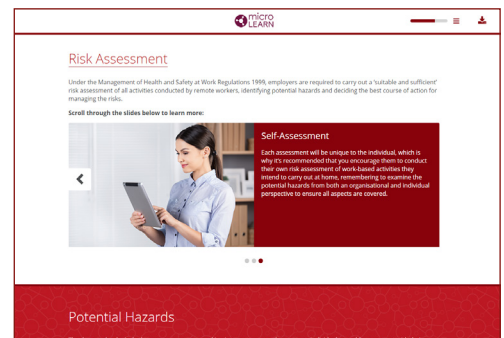 micro
LEARN
Risk Assessment
Under the Management of Health and Safety at Work Regulations 1999, employers are required to carry out a 'suitable and sufficient'
risk assessment of all activities conducted by remote workers, identifying potential hazards and deciding the best course of action for
managing the risks.
Scroll through the slides below to learn more:
Self-Assessment
Each assessment will be unique to the individual, which is
why it's recommended that you encourage them to conduct
their own risk assessment of work-based activities they
intend to carry out at home, remembering to examine the
potential hazards from both an organisational and individual
perspective to ensure all aspects are covered.
Potential Hazards